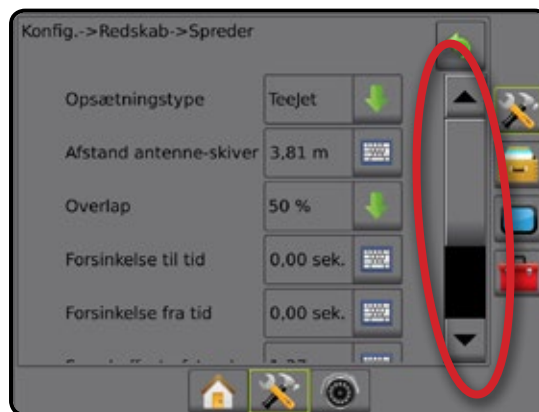 Konfig.->Redskab->Spreder
Opsætningstype TeeJet
Afstand antenne-skiver 3,81 m
Overlap 50 %
Forsinkelse til tid 0,00 sek.
Forsinkelse fra tid 0,00 sek.